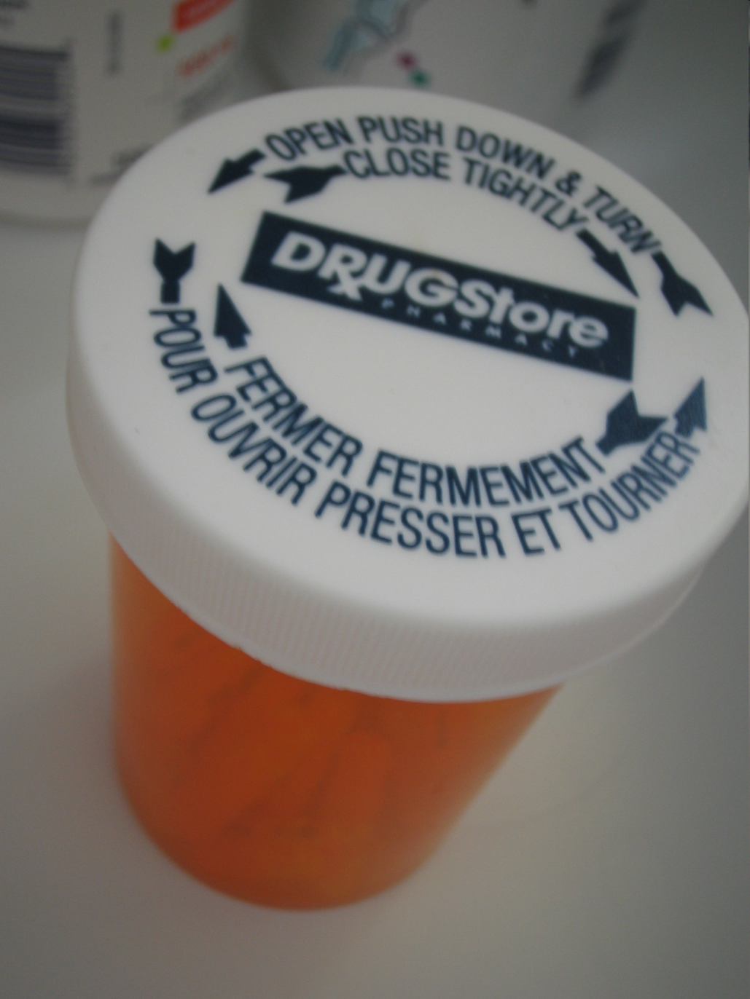 OPEN PUSH DOWN & TURN
CLOSE TIGHTLY
DRUGStore
PHARMACY
FERMER FERMEMENT
POUR OUVRIR PRESSER ET TOURNER